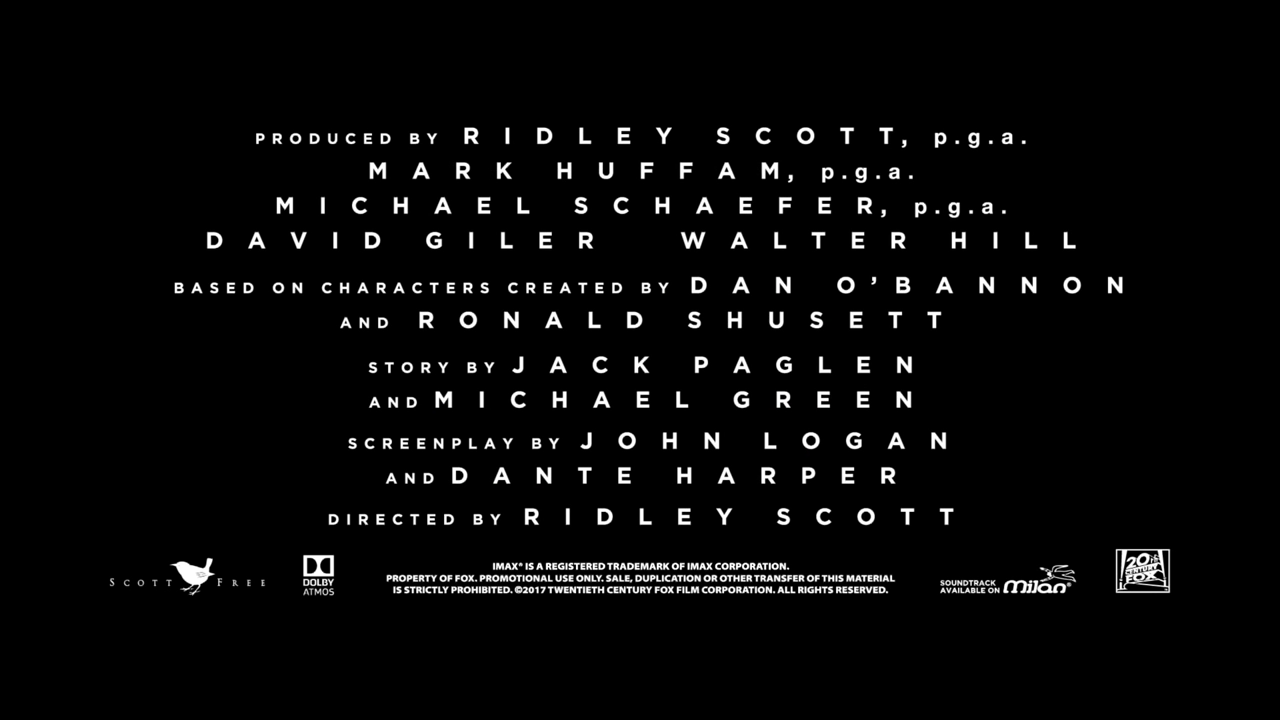 PRODUCED BY RIDLEY SCOTT, p.g.a.
MARK HUFFAM, p.g.a.
MICHAEL SCHAEFER, p.g.a.
DAVID GILER WALTER HILL
BASED ON CHARACTERS CREATED BY DAN O'BANNON
AND RONALD SHUSETT
STORY BY JACK PAGLEN
AND MICHAEL GREEN
SCREENPLAY BY JOHN LOGAN
AND DANTE HARPER
DIRECTED BY RIDLEY SCOTT
SCOTT FREE
DOLBY
ATMOS
IMAX® IS A REGISTERED TRADEMARK OF IMAX CORPORATION.
PROPERTY OF FOX. PROMOTIONAL USE ONLY. SALE, DUPLICATION OR OTHER TRANSFER OF THIS MATERIAL
IS STRICTLY PROHIBITED. ©2017 TWENTIETH CENTURY FOX FILM CORPORATION. ALL RIGHTS RESERVED.
SOUNDTRACK
AVAILABLE ON milan®
20th
CENTURY
FOX